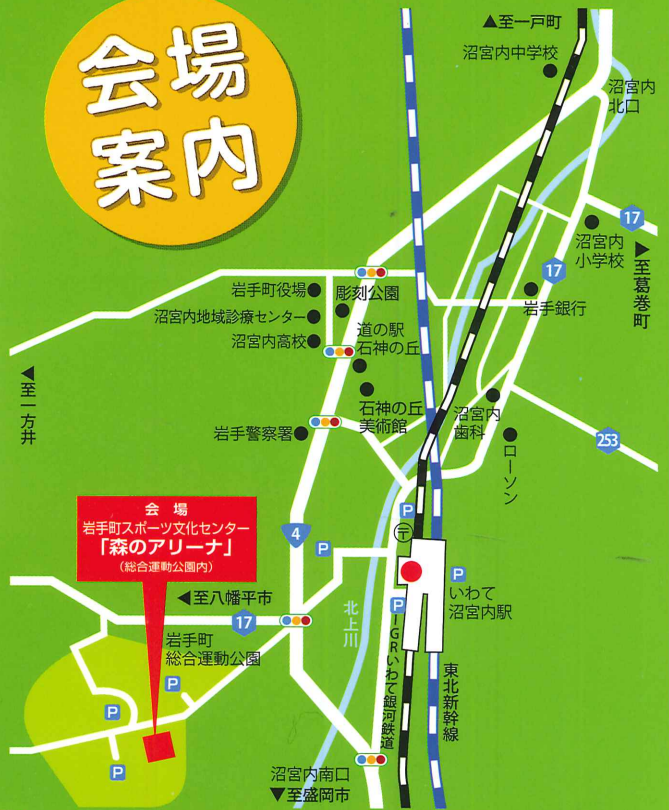 会場
案内
▲至一戸町
沼宮内中学校
沼宮内
北口
17
沼宮内
小学校
▲至葛巻町
17
岩手銀行
岩手町役場
彫刻公園
沼宮内地域診療センター
沼宮内高校
道の駅
石神の丘
石神の丘
美術館
岩手警察署
▲至一方井
沼宮内
歯科
ローソン
253
会場
岩手町スポーツ文化センター
「森のアリーナ」
(総合運動公園内)
4
P
P
〒
P
いわて
沼宮内駅
P
◀至八幡平市
17
北上川
岩手町
総合運動公園
P
P
P
IGRいわて銀河鉄道
東北新幹線
沼宮内南口
▼至盛岡市